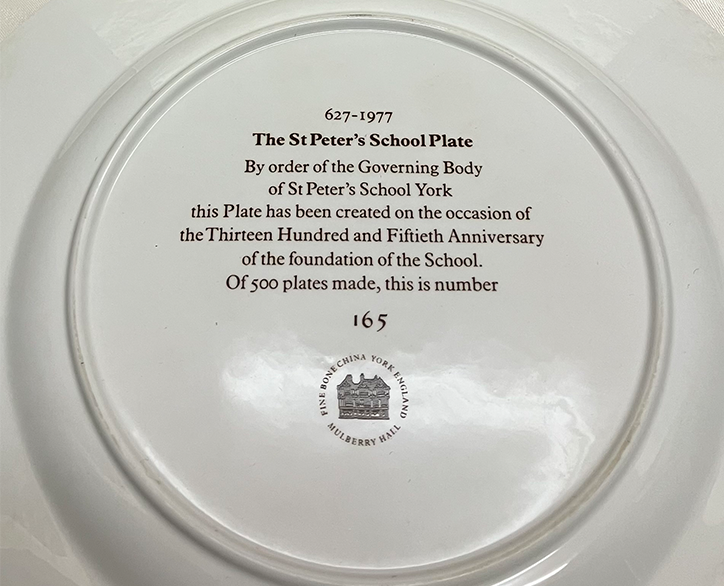 627-1977
The St Peter's School Plate
By order of the Governing Body
of St Peter's School York
this Plate has been created on the occasion of
the Thirteen Hundred and Fiftieth Anniversary
of the foundation of the School.
Of 500 plates made, this is number
165
FINE BONE CHINA YORK ENGLAND
MULBERRY HALL